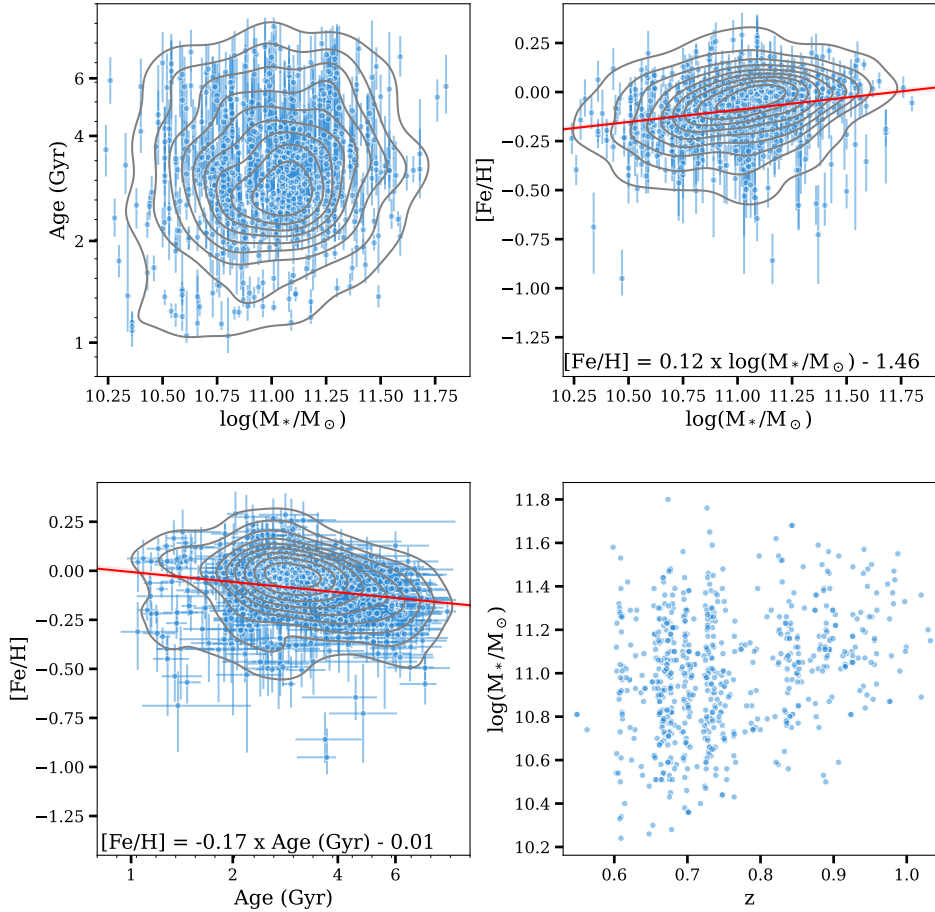 6
4
2
1
Age (Gyr)
10.25 10.50 10.75 11.00 11.25 11.50 11.75
log(M∗/M⊙)
0.25
0.00
−0.25
−0.50
−0.75
−1.00
−1.25
[Fe/H]
[Fe/H] = 0.12 x log(M∗/M⊙) - 1.46
10.25 10.50 10.75 11.00 11.25 11.50 11.75
log(M∗/M⊙)
0.25
0.00
−0.25
−0.50
−0.75
−1.00
−1.25
[Fe/H]
[Fe/H] = -0.17 x Age (Gyr) - 0.01
1 2 4 6
Age (Gyr)
11.8
11.6
11.4
11.2
11.0
10.8
10.6
10.4
10.2
log(M∗/M⊙)
0.6 0.7 0.8 0.9 1.0
z